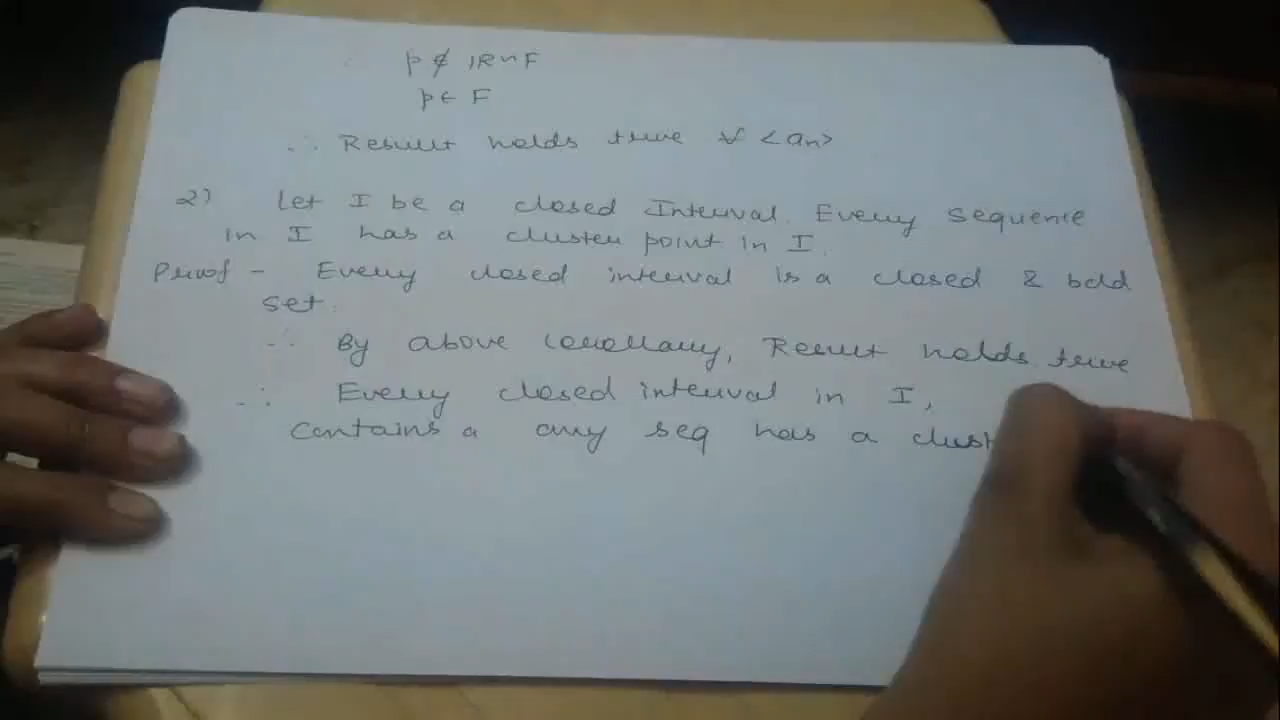 p ∉ ℝ~F
p ∈ F
∴ Result holds true ∀ <an>
2) Let I be a closed Interval. Every sequence
in I has a cluster point in I.
Proof - Every closed interval is a closed & bdd
set.
∴ By above corollary, Result holds true
∴ Every closed interval in I,
contains a any seq has a clust